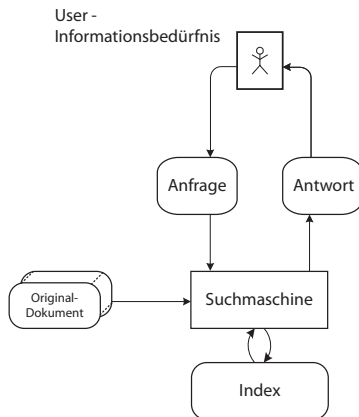 User -
Informationsbedürfnis
Anfrage
Antwort
Original-
Dokument
Suchmaschine
Index